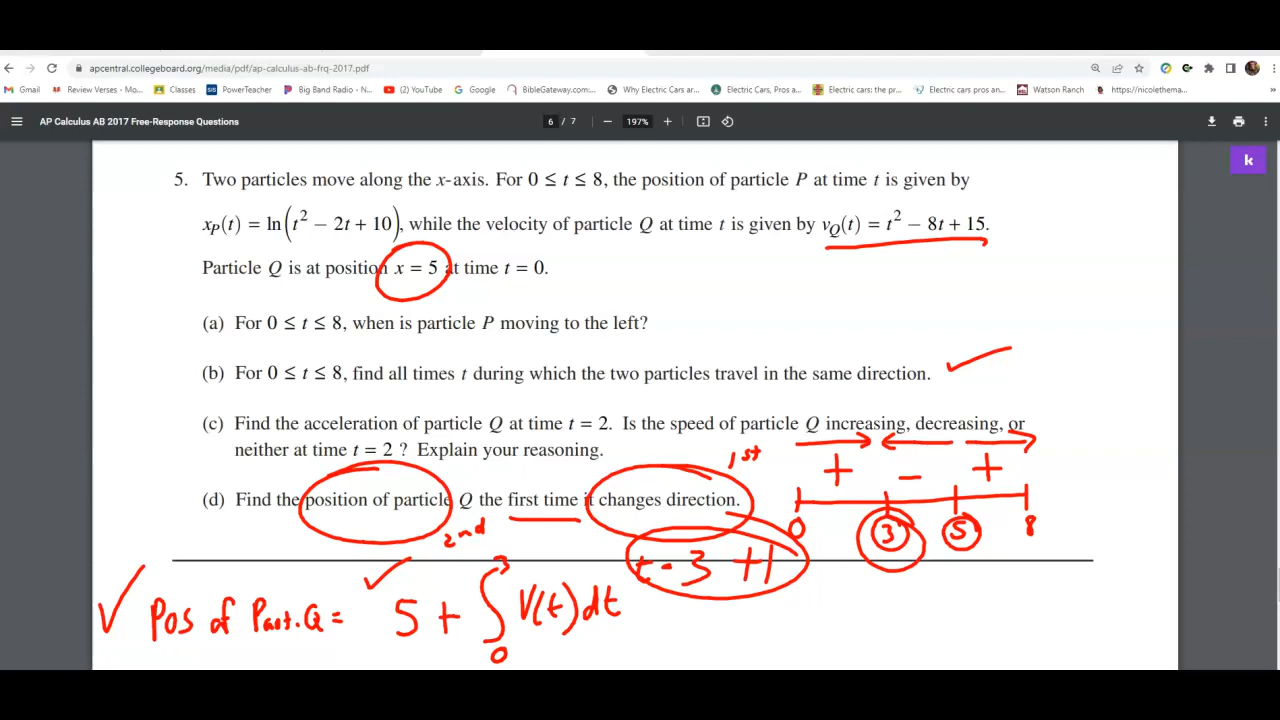 apcentral.collegeboard.org/media/pdf/ap-calculus-ab-frq-2017.pdf
Gmail Review Verses - Mo... Classes PowerTeacher Big Band Radio - N... (2) YouTube Google BibleGateway.com:... Why Electric Cars ar... Electric Cars, Pros a... Electric cars: the pr... Electric cars pros an... Watson Ranch https://nicolethema...
AP Calculus AB 2017 Free-Response Questions 6 / 7 − 197% +
k
5. Two particles move along the x-axis. For 0 ≤ t ≤ 8, the position of particle P at time t is given by
xP(t) = ln(t² − 2t + 10), while the velocity of particle Q at time t is given by vQ(t) = t² − 8t + 15.
Particle Q is at position x = 5 at time t = 0.
(a) For 0 ≤ t ≤ 8, when is particle P moving to the left?
(b) For 0 ≤ t ≤ 8, find all times t during which the two particles travel in the same direction.
(c) Find the acceleration of particle Q at time t = 2. Is the speed of particle Q increasing, decreasing, or
neither at time t = 2 ? Explain your reasoning.
1st
+ − +
(d) Find the position of particle Q the first time it changes direction.
2nd
0 3 5 8
t = 3 +1
Pos of Part. Q = 5 + ∫₀³ V(t)dt